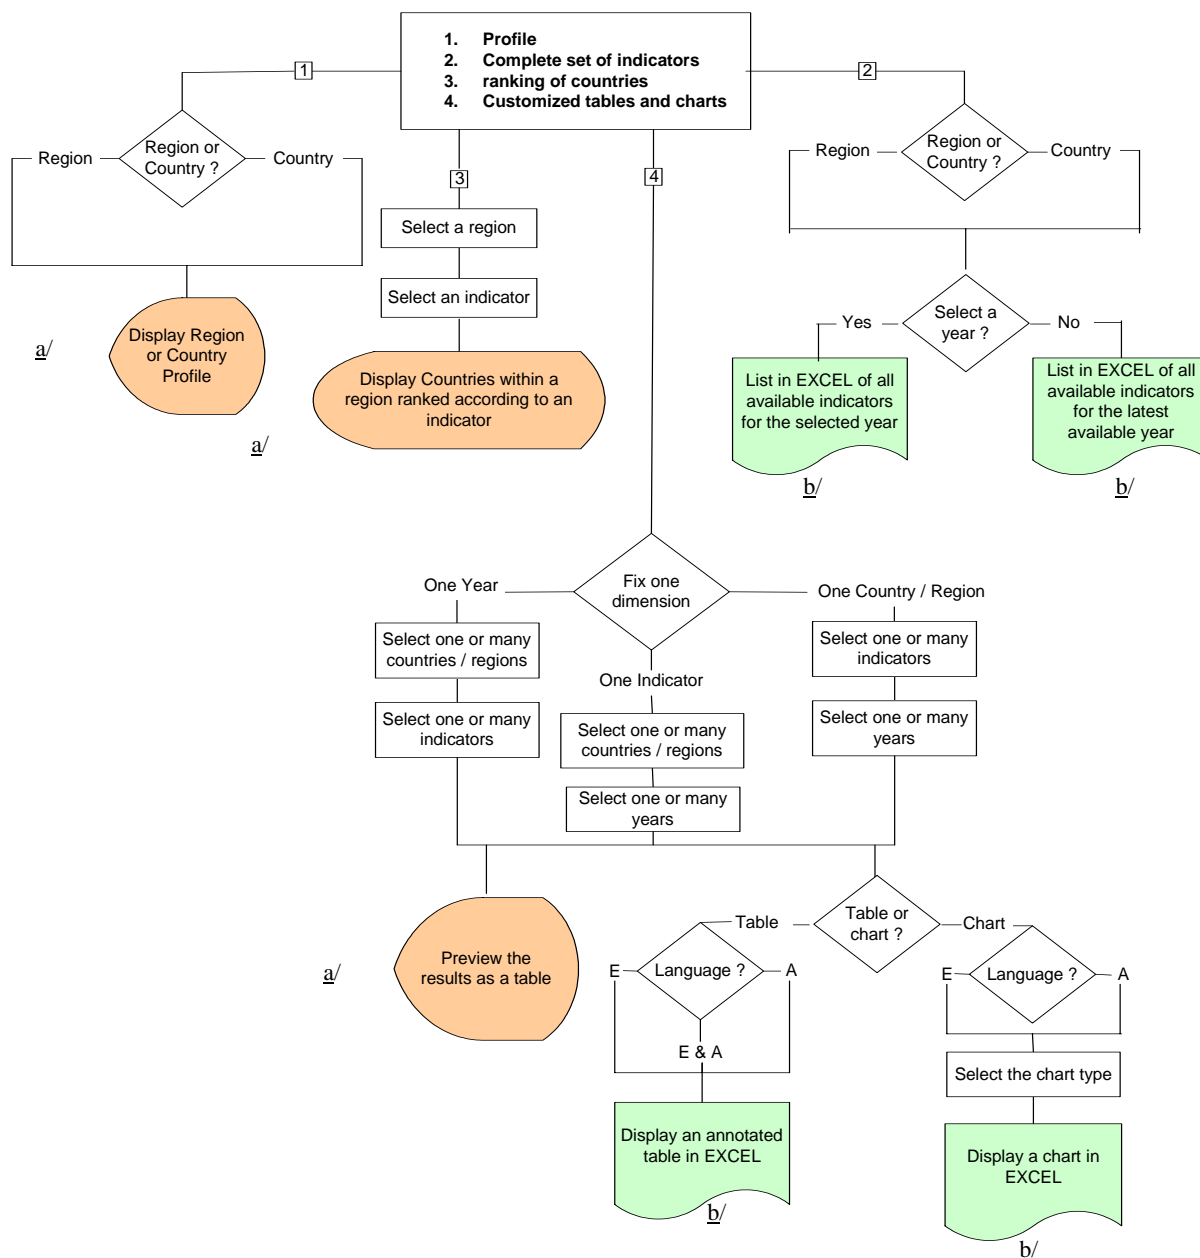 1. Profile
2. Complete set of indicators
3. ranking of countries
4. Customized tables and charts
1
2
Region
Region or
Country ?
Country
Region
Region or
Country ?
Country
3
4
Select a region
Select an indicator
Display Region
or Country
Profile
a/
Display Countries within a
region ranked according to an
indicator
a/
Yes
Select a
year ?
No
List in EXCEL of all
available indicators
for the selected year
b/
List in EXCEL of all
available indicators
for the latest
available year
b/
Fix one
dimension
One Year
One Country / Region
One Indicator
Select one or many
countries / regions
Select one or many
indicators
Select one or many
countries / regions
Select one or many
years
Select one or many
indicators
Select one or many
years
Preview the
results as a table
a/
Table
Table or
chart ?
Chart
E
Language ?
A
E & A
E
Language ?
A
Select the chart type
Display an annotated
table in EXCEL
b/
Display a chart in
EXCEL
b/